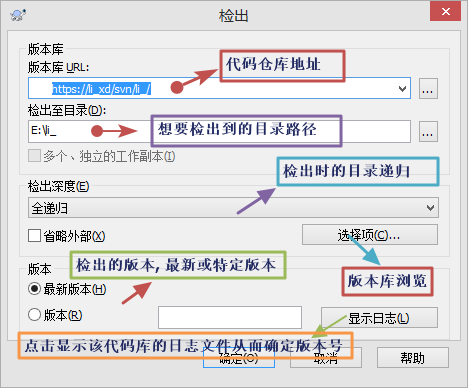 检出
版本库
版本库 URL:
代码仓库地址
https://li_xd/svn/li_/
...
检出至目录(D):
想要检出到的目录路径
E:\li_
...
多个、独立的工作副本(I)
检出深度(E)
检出时的目录递归
全递归
省略外部(X)
选择项(C)...
版本
检出的版本, 最新或特定版本
版本库浏览
最新版本(H)
版本(R)
显示日志(L)
点击显示该代码库的日志文件从而确定版本号
确定(O)
取消
帮助